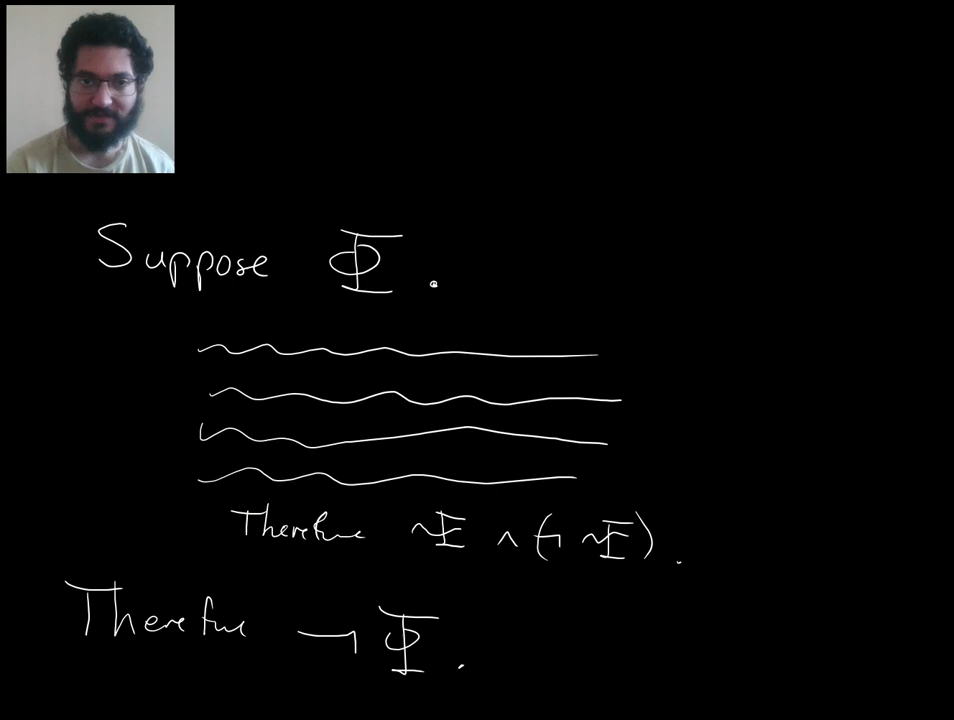 Suppose Φ.
Therefore Ψ ∧ (¬ Ψ).
Therefore ¬ Φ.